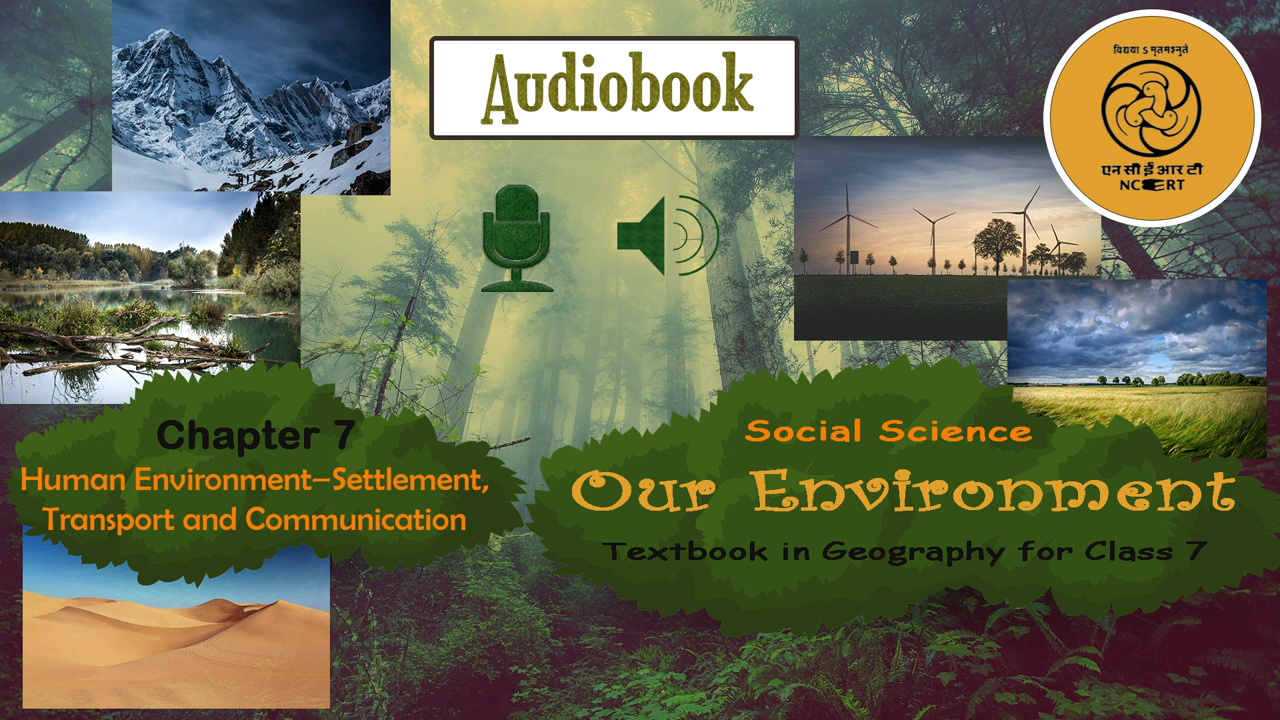 Audiobook
विद्यया ऽ मृतमश्नुते
एन सी ई आर टी
NCERT
Chapter 7
Human Environment–Settlement,
Transport and Communication
Social Science
Our Environment
Textbook in Geography for Class 7